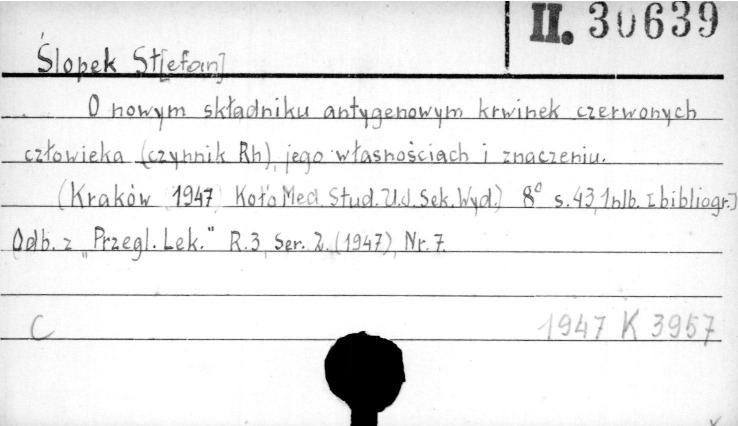 II. 30639
Ślopek St[efan]
O nowym składniku antygenowym krwinek czerwonych
człowieka (czynnik Rh), jego własnościach i znaczeniu.
(Kraków 1947) Koło Med. Stud. U.J. Sek. Wyd.) 8° s. 43, 1 nlb. [bibliogr.]
Odb. z "Przegl. Lek." R.3, Ser. 2. (1947), Nr. 7.
C 1947 K 3957